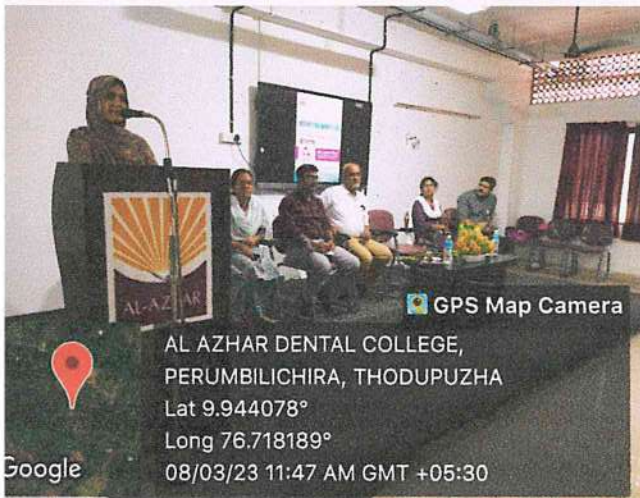 AL-AZHAR
GPS Map Camera
AL AZHAR DENTAL COLLEGE,
PERUMBILICHIRA, THODUPUZHA
Lat 9.944078°
Long 76.718189°
08/03/23 11:47 AM GMT +05:30
Google